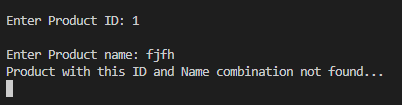 Enter Product ID: 1
Enter Product name: fjfh
Product with this ID and Name combination not found...